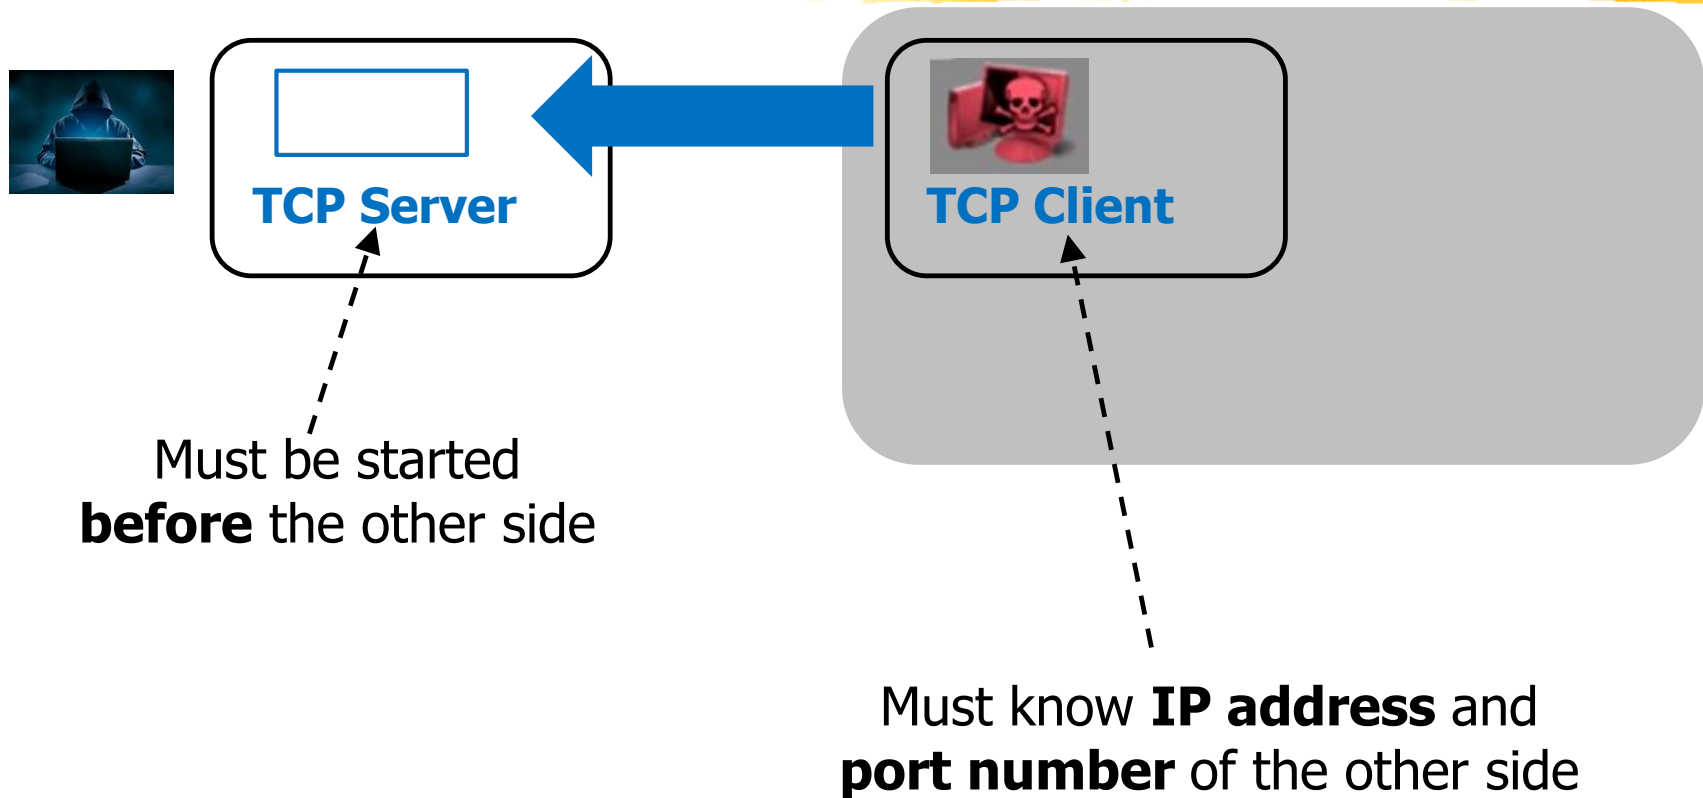 TCP Server
TCP Client
Must be started
before the other side
Must know IP address and
port number of the other side